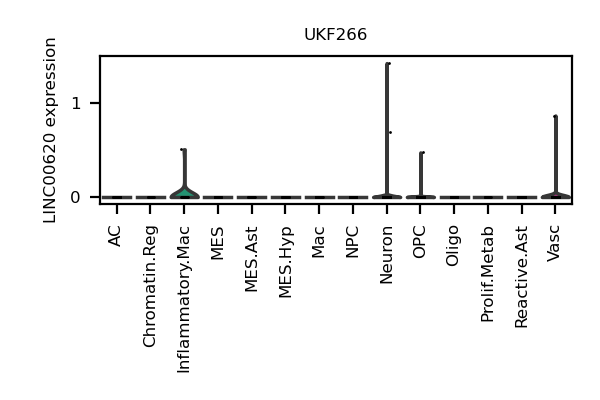 UKF266
LINC00620 expression
1
0
AC
Chromatin.Reg
Inflammatory.Mac
MES
MES.Ast
MES.Hyp
Mac
NPC
Neuron
OPC
Oligo
Prolif.Metab
Reactive.Ast
Vasc